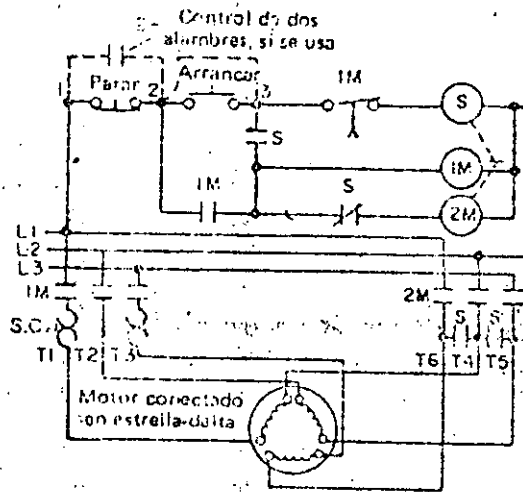 Control de dos
alambres, si se usa
Parar
Arrancar
1M
1
2
3
S
S
1M
1M
S
2M
L1
L2
L3
1M
2M
S
S
S.C.
T1 T2 T3
T6 T4 T5
Motor conectado
en estrella-delta